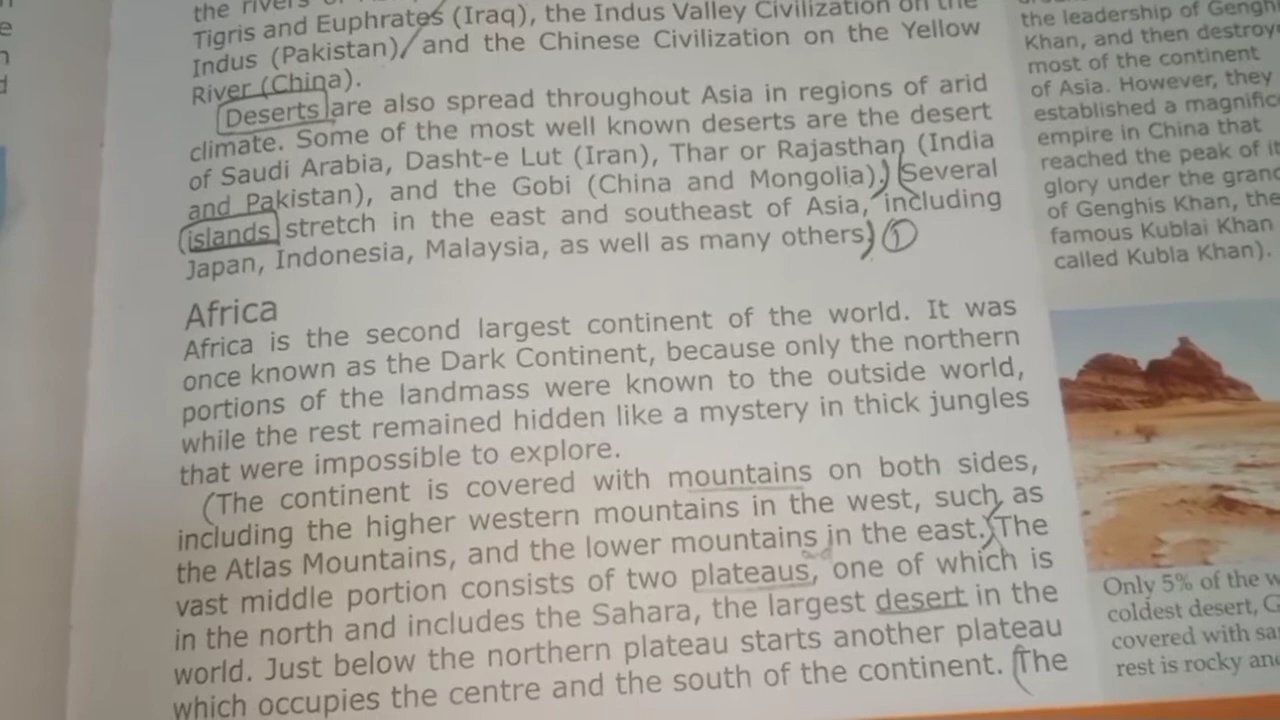 the rivers
Tigris and Euphrates (Iraq), the Indus Valley Civilization on the
Indus (Pakistan), and the Chinese Civilization on the Yellow
River (China).
Deserts are also spread throughout Asia in regions of arid
climate. Some of the most well known deserts are the desert
of Saudi Arabia, Dasht-e Lut (Iran), Thar or Rajasthan (India
and Pakistan), and the Gobi (China and Mongolia). Several
islands stretch in the east and southeast of Asia, including
Japan, Indonesia, Malaysia, as well as many others. 1
Africa
Africa is the second largest continent of the world. It was
once known as the Dark Continent, because only the northern
portions of the landmass were known to the outside world,
while the rest remained hidden like a mystery in thick jungles
that were impossible to explore.
(The continent is covered with mountains on both sides,
including the higher western mountains in the west, such as
the Atlas Mountains, and the lower mountains in the east.) The
and
vast middle portion consists of two plateaus, one of which is
in the north and includes the Sahara, the largest desert in the
world. Just below the northern plateau starts another plateau
which occupies the centre and the south of the continent. (The
the leadership of
Khan, and then
most of the continent
of Asia. However, they
established a
empire in China that
reached the peak of
glory under the
of Genghis Khan, the
famous Kublai Khan
called Kubla Khan).
Only 5% of the
coldest desert,
covered with
rest is rocky